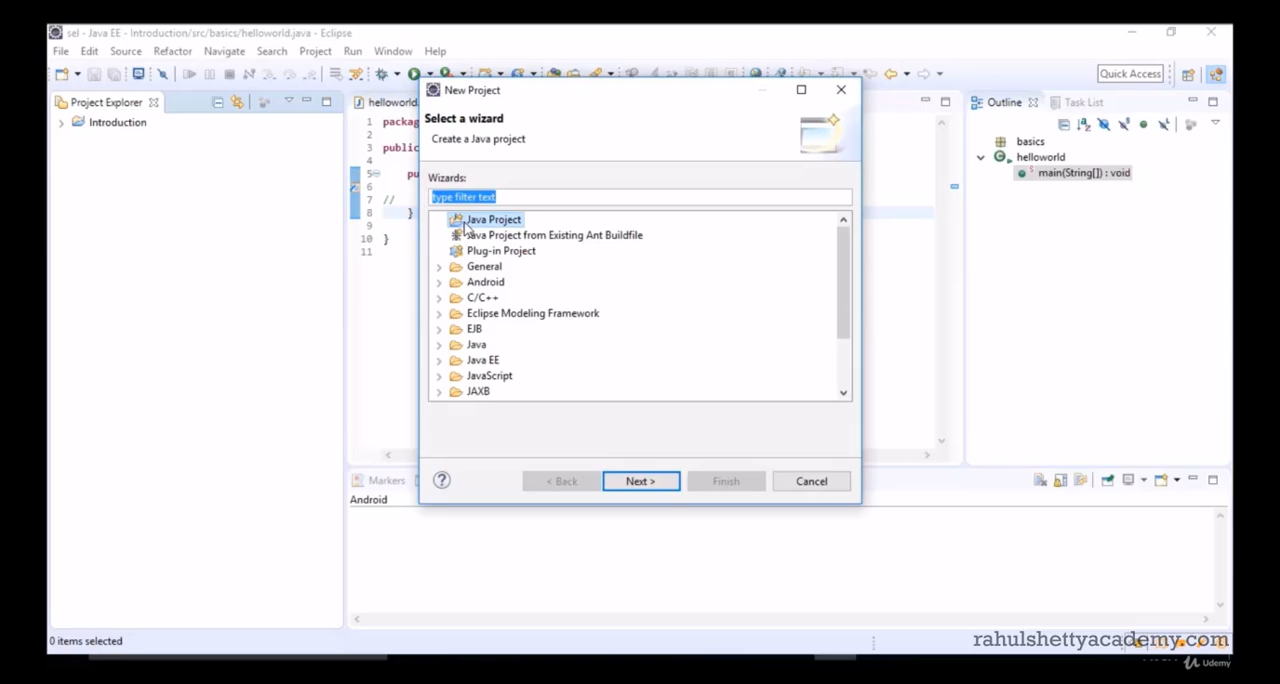 sel - Java EE - Introduction/src/basics/helloworld.java - Eclipse
File Edit Source Refactor Navigate Search Project Run Window Help
Quick Access
Project Explorer
Introduction
helloworld.
1 packag
2
3 public
4
5 pu
6
7 //
8 }
9
10 }
11
New Project
Select a wizard
Create a Java project
Wizards:
type filter text
Java Project
Java Project from Existing Ant Buildfile
Plug-in Project
General
Android
C/C++
Eclipse Modeling Framework
EJB
Java
Java EE
JavaScript
JAXB
< Back Next > Finish Cancel
Outline Task List
basics
helloworld
main(String[]) : void
Markers
Android
0 items selected
rahulshettyacademy.com
Udemy